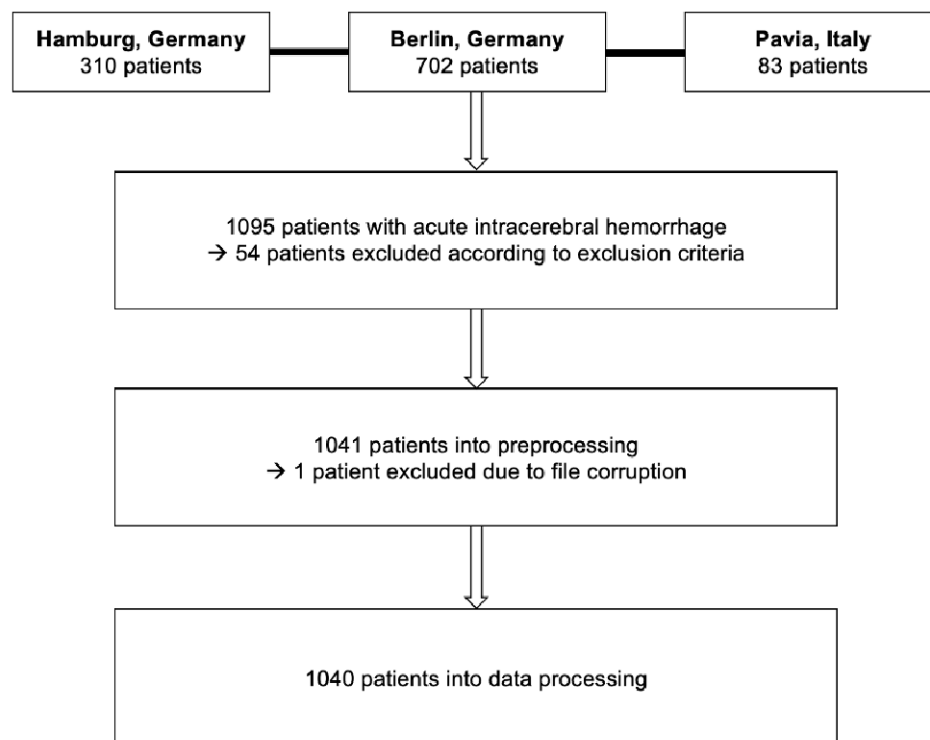 Hamburg, Germany
310 patients
Berlin, Germany
702 patients
Pavia, Italy
83 patients
1095 patients with acute intracerebral hemorrhage
→ 54 patients excluded according to exclusion criteria
1041 patients into preprocessing
→ 1 patient excluded due to file corruption
1040 patients into data processing